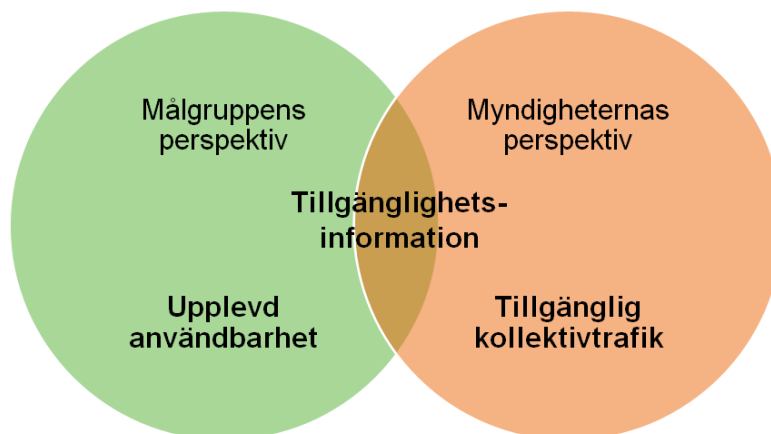 Målgruppens
perspektiv
Myndigheternas
perspektiv
Tillgänglighets-
information
Upplevd
användbarhet
Tillgänglig
kollektivtrafik